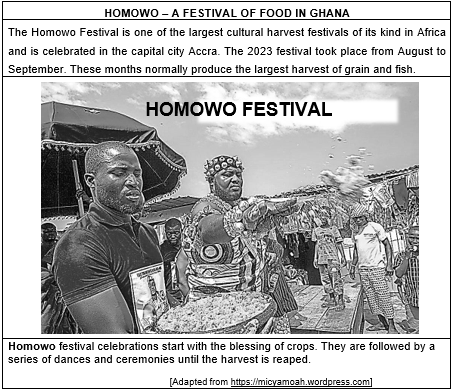 HOMOWO – A FESTIVAL OF FOOD IN GHANA
The Homowo Festival is one of the largest cultural harvest festivals of its kind in Africa
and is celebrated in the capital city Accra. The 2023 festival took place from August to
September. These months normally produce the largest harvest of grain and fish.
HOMOWO FESTIVAL
Homowo festival celebrations start with the blessing of crops. They are followed by a
series of dances and ceremonies until the harvest is reaped.
[Adapted from https://micyamoah.wordpress.com]